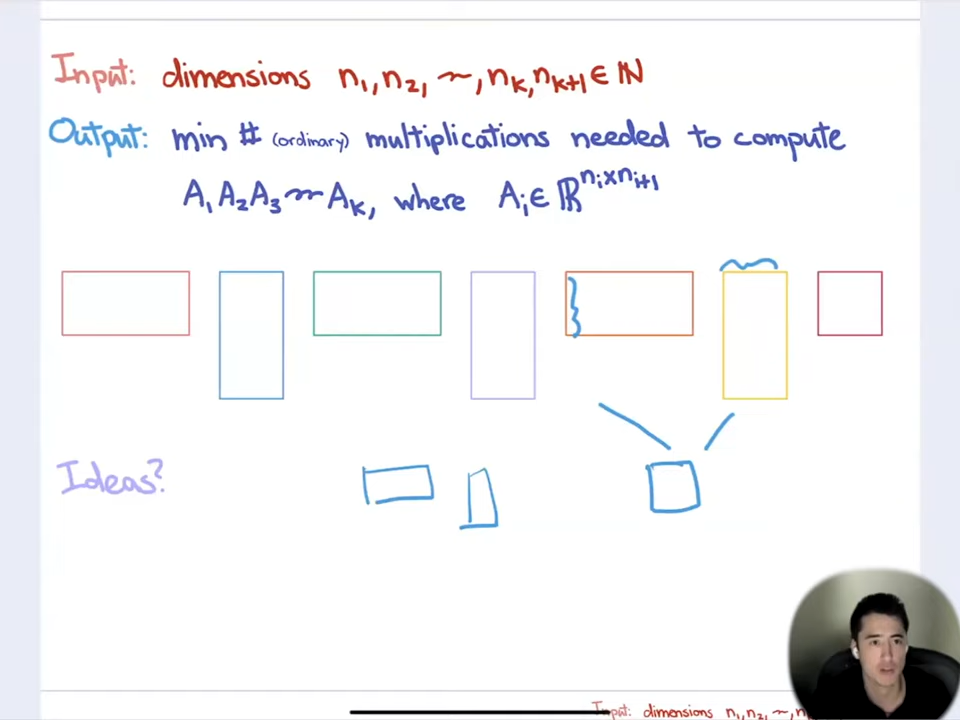 Input: dimensions n₁, n₂, ~, nₖ, nₖ₊₁ ∈ ℕ
Output: min # (ordinary) multiplications needed to compute
A₁A₂A₃~Aₖ, where Aᵢ ∈ ℝ^{nᵢ×nᵢ₊₁}
Ideas?
Input: dimensions n₁, n₂, ~, n